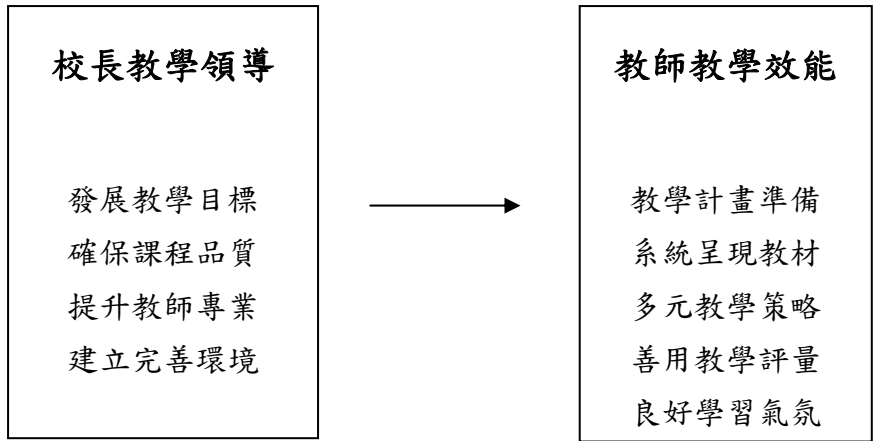 校長教學領導
發展教學目標
確保課程品質
提升教師專業
建立完善環境
教師教學效能
教學計畫準備
系統呈現教材
多元教學策略
善用教學評量
良好學習氣氛